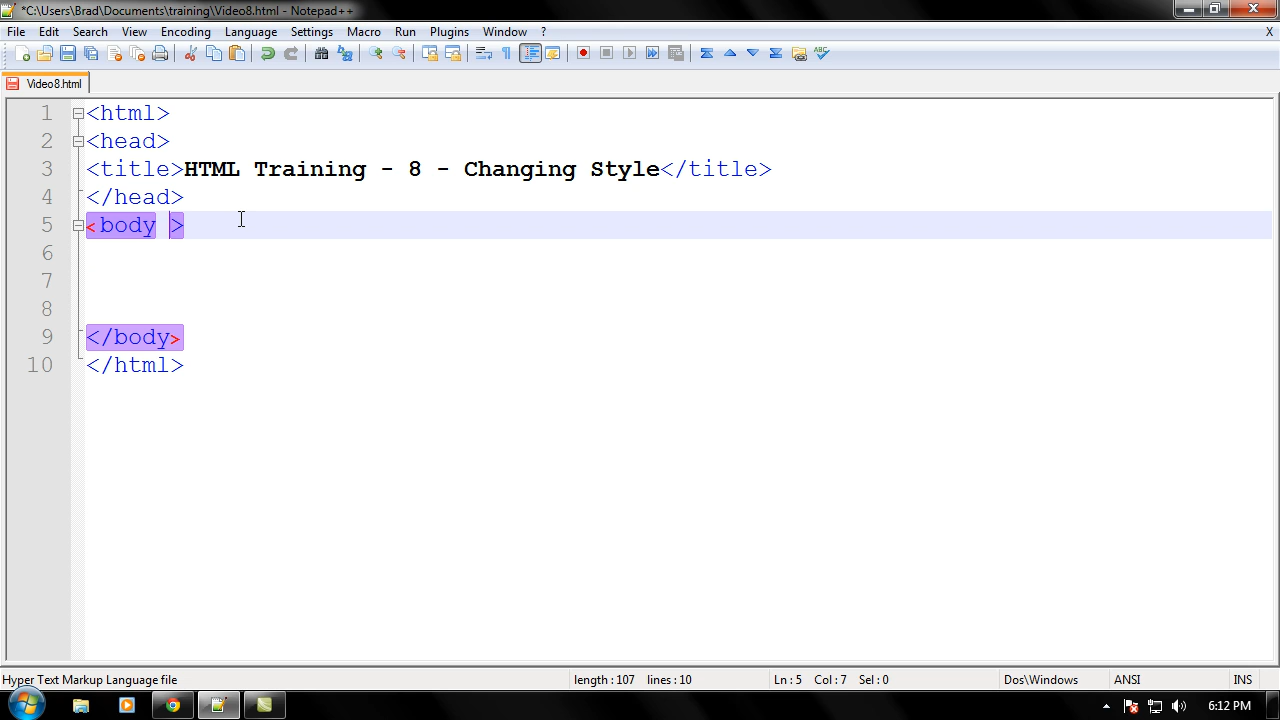 *C:\Users\Brad\Documents\training\Video8.html - Notepad++
File Edit Search View Encoding Language Settings Macro Run Plugins Window ? X
Video8.html
1 <html>
2 <head>
3 <title>HTML Training - 8 - Changing Style</title>
4 </head>
5 <body >
6
7
8
9 </body>
10 </html>
Hyper Text Markup Language file length : 107 lines : 10 Ln : 5 Col : 7 Sel : 0 Dos\Windows ANSI INS
6:12 PM